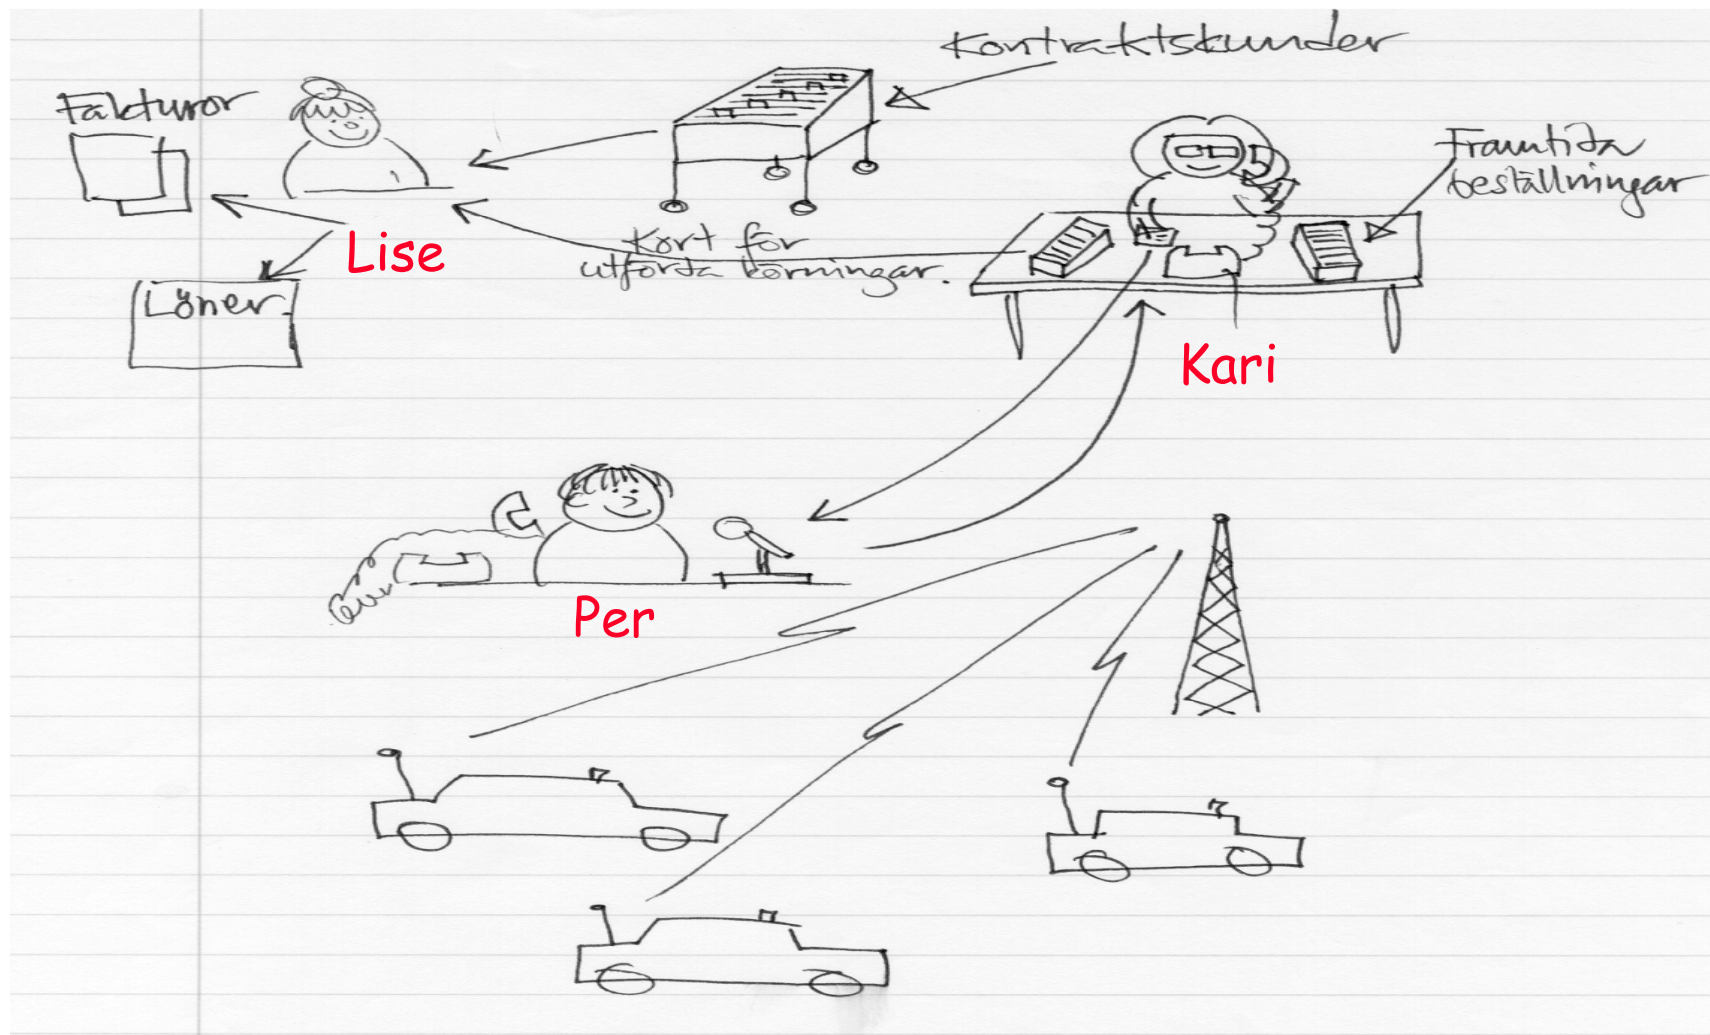 Kontraktskunder
Fakturor
Framtida
beställningar
Lise
Kort för
utförda körningar.
Löner.
Kari
Per